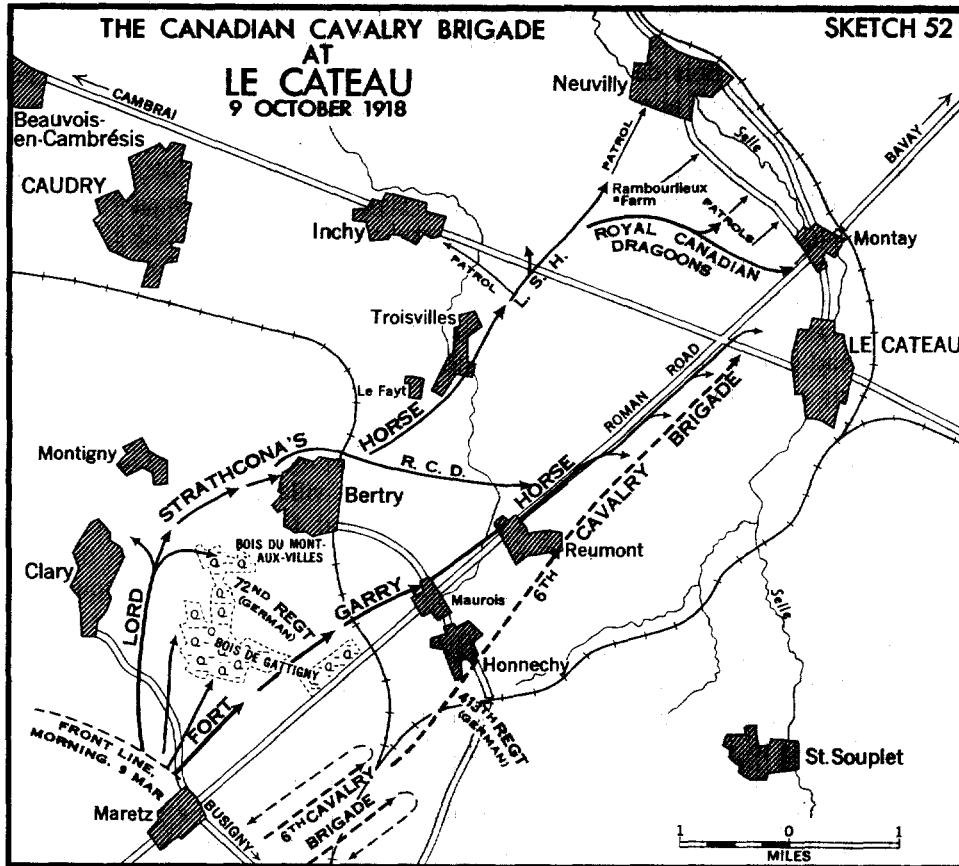 THE CANADIAN CAVALRY BRIGADE
AT
LE CATEAU
9 OCTOBER 1918
SKETCH 52
CAMBRAI
Beauvois-
en-Cambrésis
CAUDRY
Inchy
Neuvilly
Selle
BAVAY
PATROL
Rambourlieux
Farm
PATROLS
ROYAL CANADIAN
DRAGOONS
Montay
PATROL
L. S. H.
Troisvilles
LE CATEAU
Le Fayt
ROMAN ROAD
Montigny
LORD STRATHCONA'S HORSE
R. C. D.
Bertry
BOIS DU MONT-
AUX-VILLES
Clary
72ND REGT
(GERMAN)
FORT GARRY HORSE
6TH CAVALRY BRIGADE
Reumont
Maurois
BOIS DE GATTIGNY
Honnechy
413TH REGT
(GERMAN)
Selle
FRONT LINE,
MORNING, 9 MAR
St. Souplet
Maretz
BUSIGNY
6TH CAVALRY
BRIGADE
1 0 1
MILES